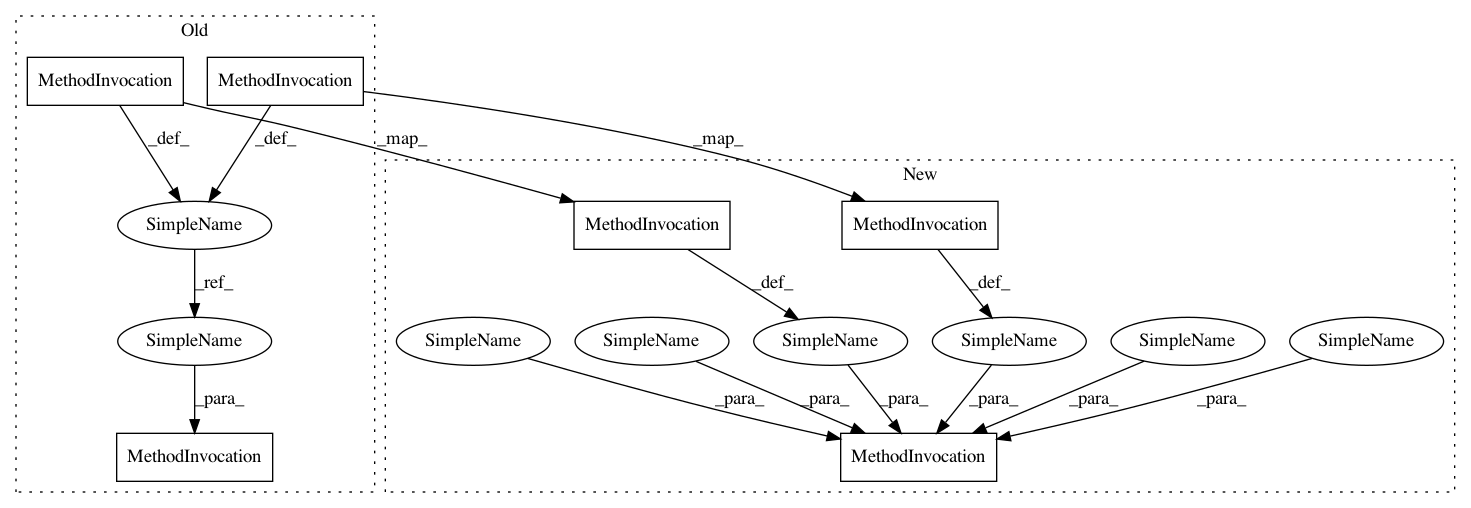 Old
MethodInvocation MethodInvocation
_def_ _def_ _map_ _map_
New
SimpleName MethodInvocation MethodInvocation
_ref_ _def_ _def_
SimpleName SimpleName SimpleName SimpleName SimpleName SimpleName SimpleName
_para_ _para_ _para_ _para_ _para_ _para_ _para_
MethodInvocation MethodInvocation